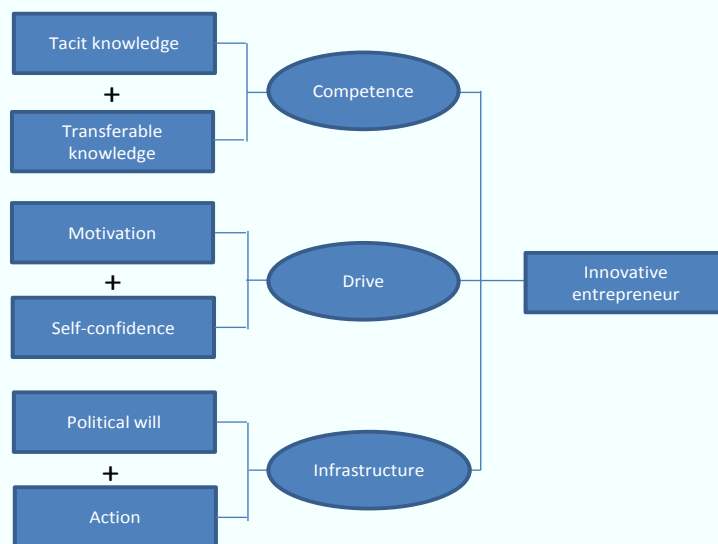 Tacit knowledge
+
Transferable
knowledge
Competence
Motivation
+
Self-confidence
Drive
Innovative
entrepreneur
Political will
+
Action
Infrastructure